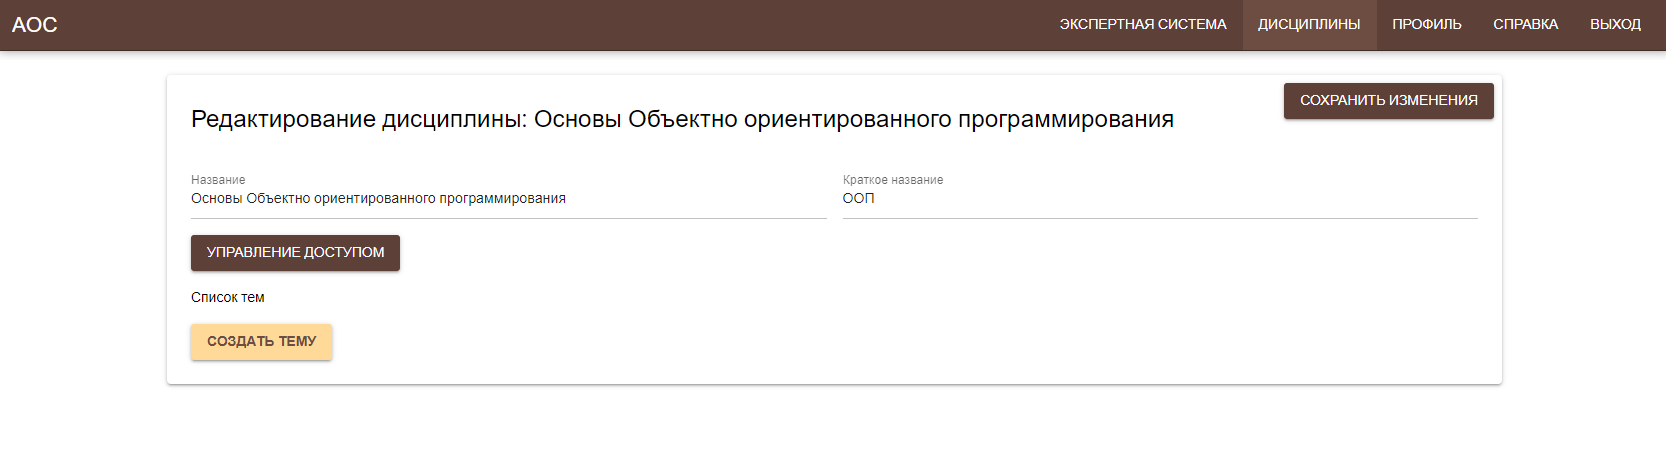 АОС
ЭКСПЕРТНАЯ СИСТЕМА ДИСЦИПЛИНЫ ПРОФИЛЬ СПРАВКА ВЫХОД
СОХРАНИТЬ ИЗМЕНЕНИЯ
Редактирование дисциплины: Основы Объектно ориентированного программирования
Название
Основы Объектно ориентированного программирования
Краткое название
ООП
УПРАВЛЕНИЕ ДОСТУПОМ
Список тем
СОЗДАТЬ ТЕМУ